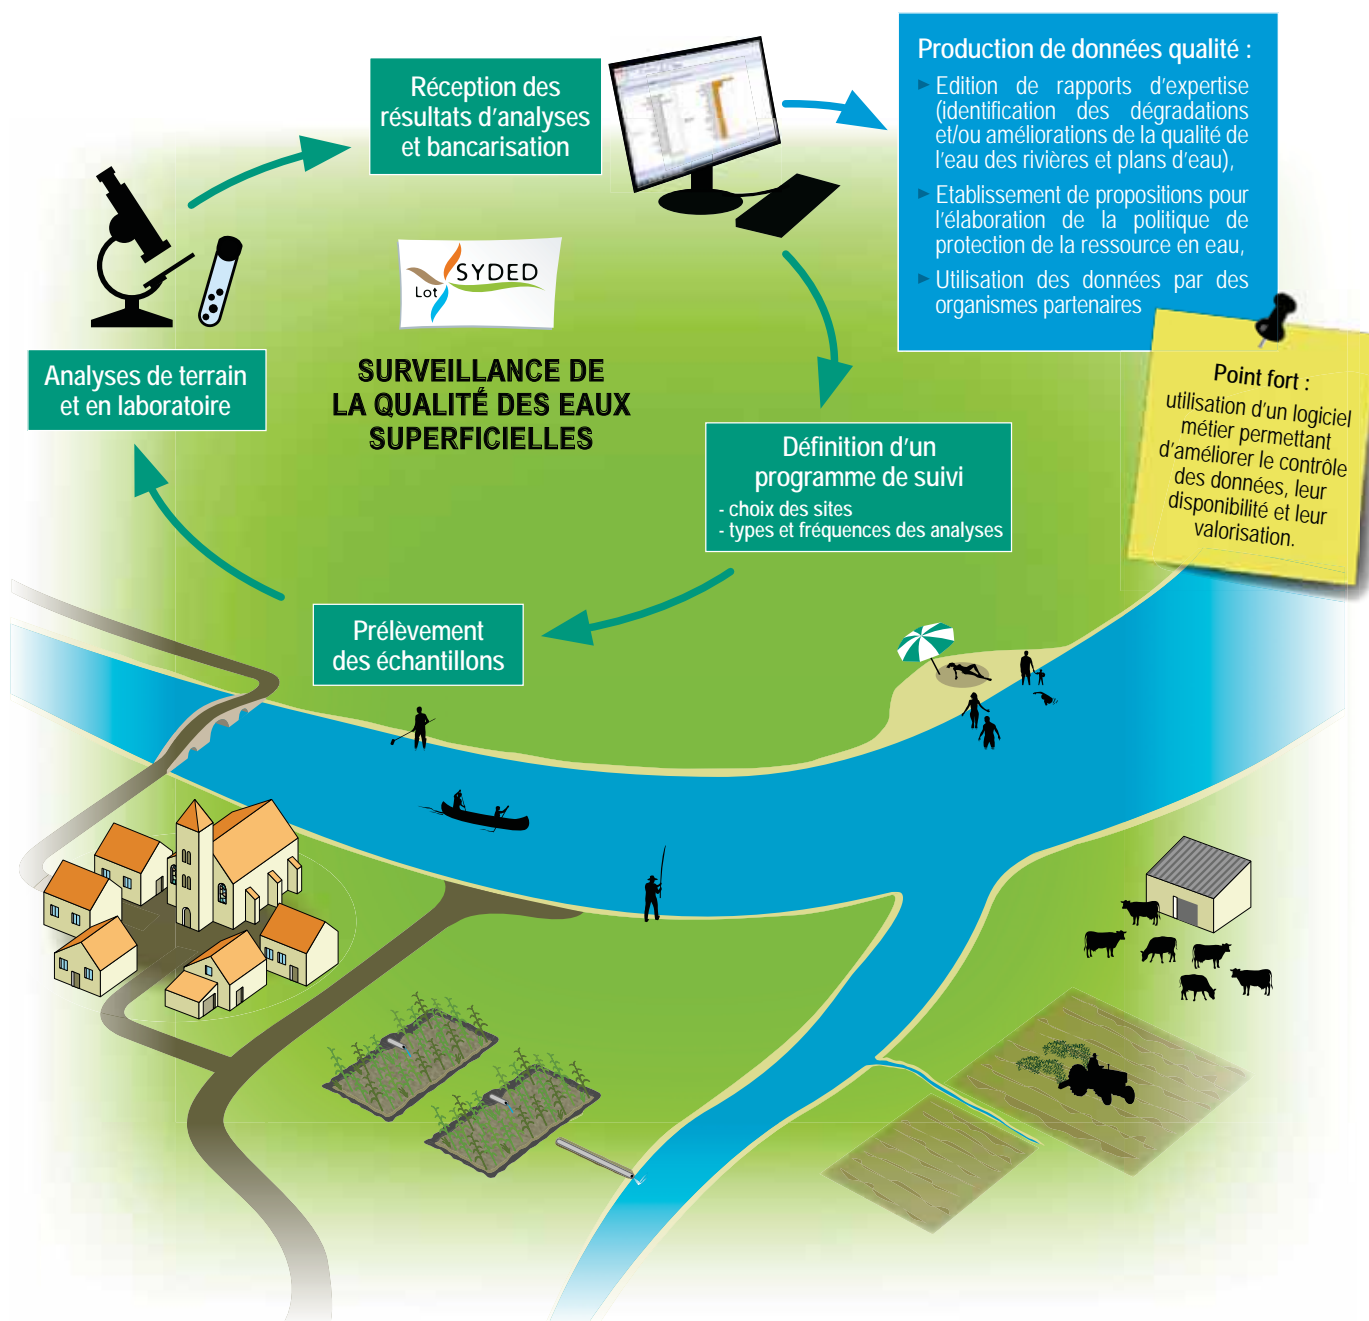 Réception des
résultats d'analyses
et bancarisation
Production de données qualité :
► Edition de rapports d'expertise
(identification des dégradations
et/ou améliorations de la qualité de
l'eau des rivières et plans d'eau),
► Etablissement de propositions pour
l'élaboration de la politique de
protection de la ressource en eau,
► Utilisation des données par des
organismes partenaires
SYDED
Lot
Analyses de terrain
et en laboratoire
SURVEILLANCE DE
LA QUALITÉ DES EAUX
SUPERFICIELLES
Point fort :
utilisation d'un logiciel
métier permettant
d'améliorer le contrôle
des données, leur
disponibilité et leur
valorisation.
Définition d'un
programme de suivi
- choix des sites
- types et fréquences des analyses
Prélèvement
des échantillons